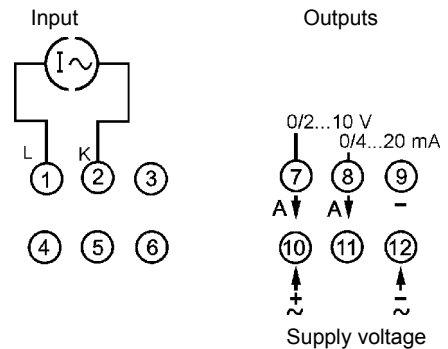 Input Outputs
I ~
0/2...10 V
0/4...20 mA
L K
1 2 3 7 8 9
A A -
4 5 6 10 11 12
+ -
~ ~
Supply voltage